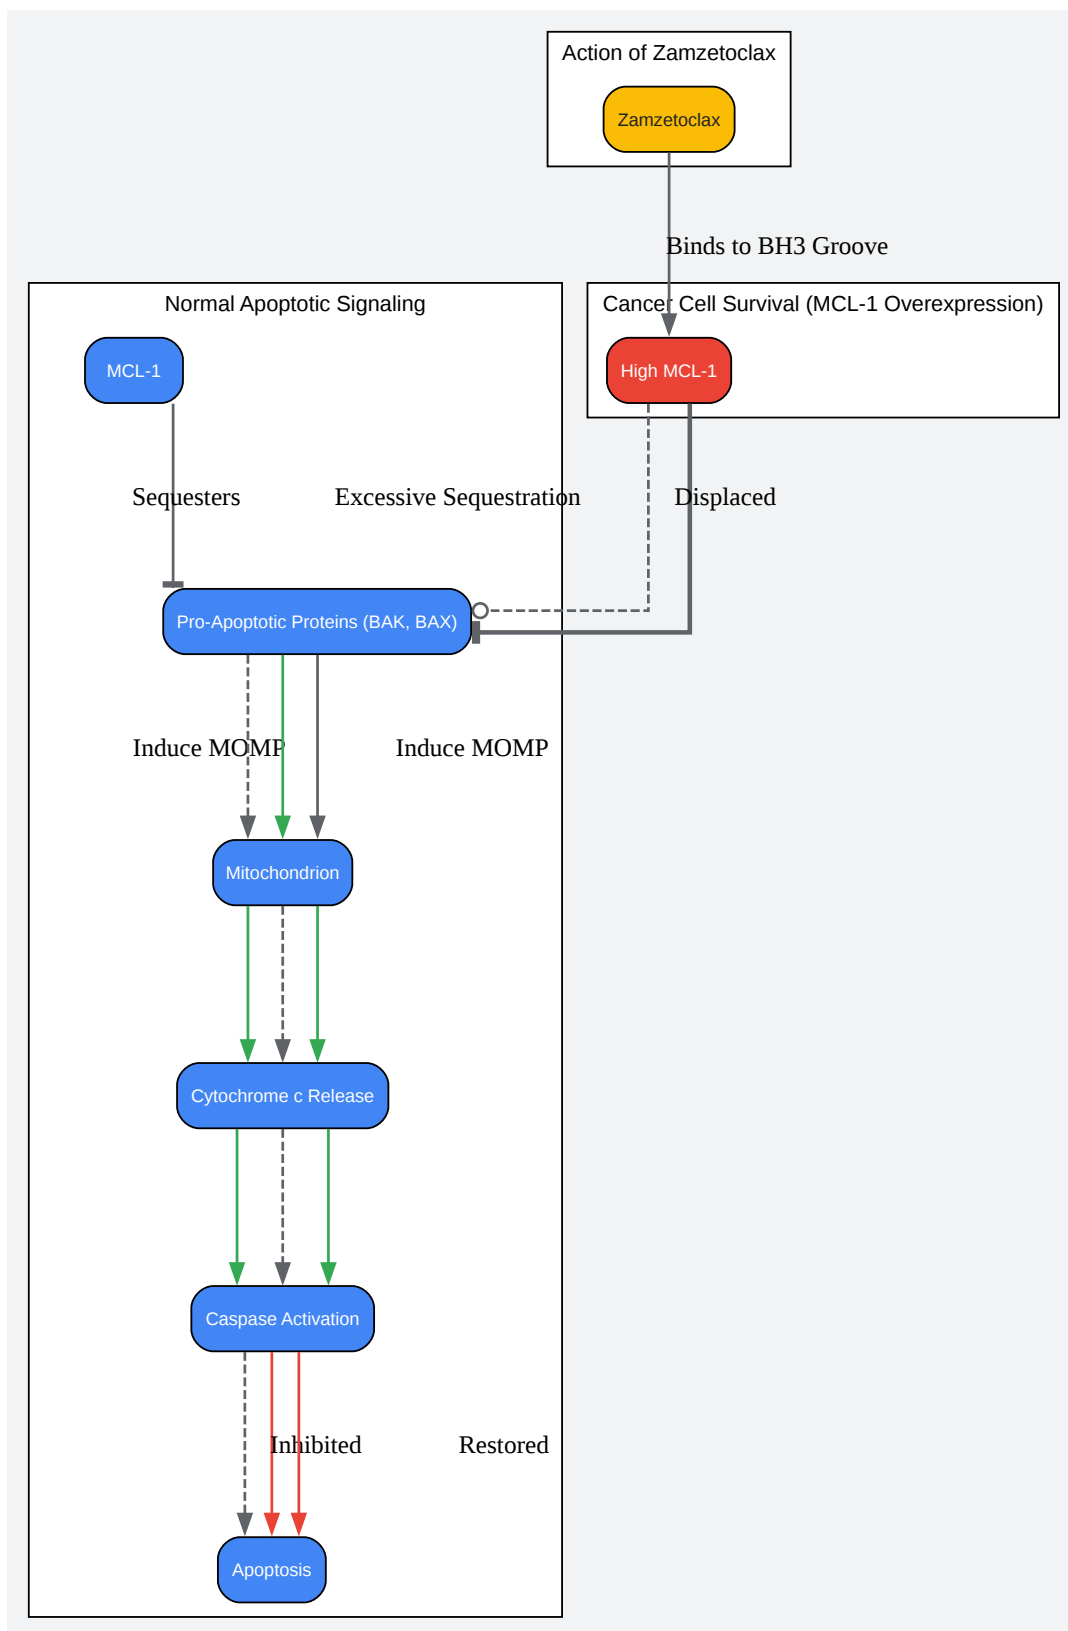 Action of Zamzetoclax
Zamzetoclax
Binds to BH3 Groove
Normal Apoptotic Signaling
Cancer Cell Survival (MCL-1 Overexpression)
MCL-1
High MCL-1
Sequesters
Excessive Sequestration
Displaced
Pro-Apoptotic Proteins (BAK, BAX)
Induce MOMP
Induce MOMP
Mitochondrion
Cytochrome c Release
Caspase Activation
Inhibited
Restored
Apoptosis